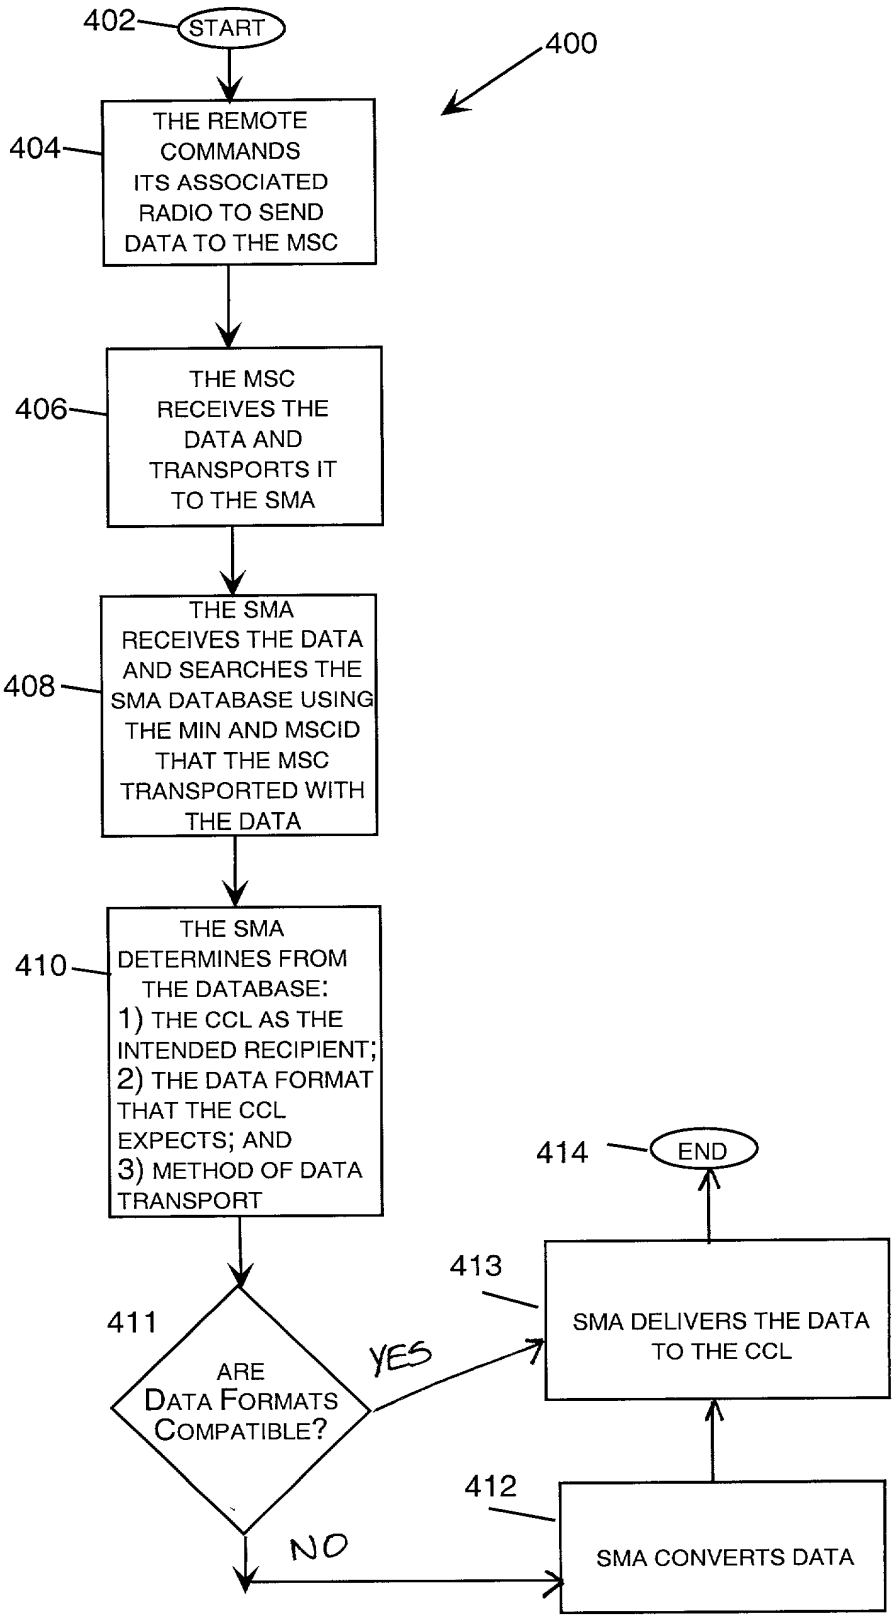 402
START
400
404
THE REMOTE
COMMANDS
ITS ASSOCIATED
RADIO TO SEND
DATA TO THE MSC
406
THE MSC
RECEIVES THE
DATA AND
TRANSPORTS IT
TO THE SMA
408
THE SMA
RECEIVES THE DATA
AND SEARCHES THE
SMA DATABASE USING
THE MIN AND MSCID
THAT THE MSC
TRANSPORTED WITH
THE DATA
410
THE SMA
DETERMINES FROM
THE DATABASE:
1) THE CCL AS THE
INTENDED RECIPIENT;
2) THE DATA FORMAT
THAT THE CCL
EXPECTS; AND
3) METHOD OF DATA
TRANSPORT
411
ARE
DATA FORMATS
COMPATIBLE?
YES
NO
412
SMA CONVERTS DATA
413
SMA DELIVERS THE DATA
TO THE CCL
414
END